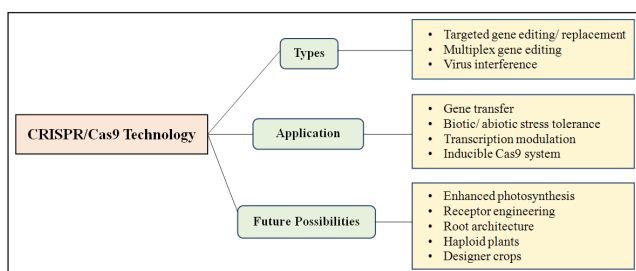 CRISPR/Cas9 Technology
Types
• Targeted gene editing/ replacement
• Multiplex gene editing
• Virus interference
Application
• Gene transfer
• Biotic/ abiotic stress tolerance
• Transcription modulation
• Inducible Cas9 system
Future Possibilities
• Enhanced photosynthesis
• Receptor engineering
• Root architecture
• Haploid plants
• Designer crops